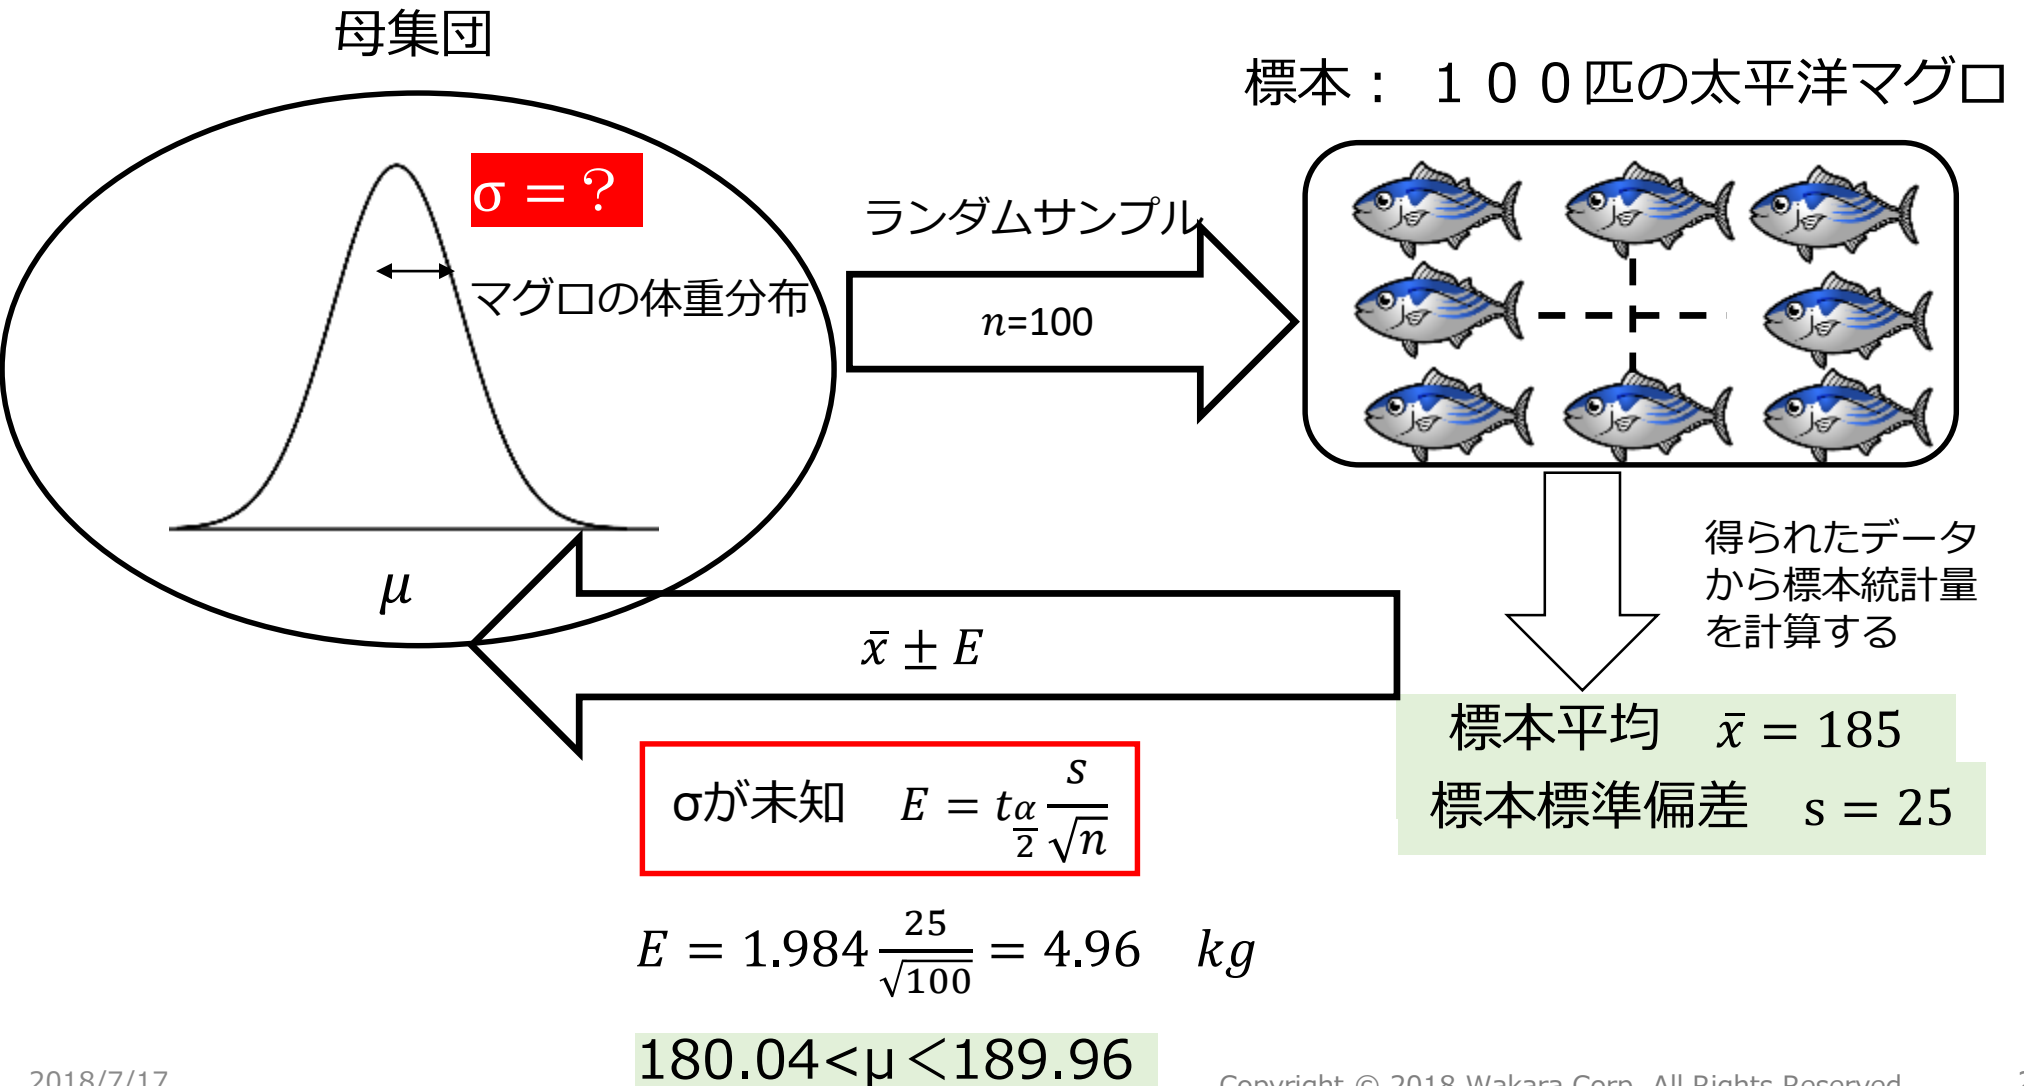 母集団
標本： １００匹の太平洋マグロ
σ = ？
マグロの体重分布
ランダムサンプル
n=100
μ
得られたデータ
から標本統計量
を計算する
x̄ ± E
標本平均　x̄ = 185
標本標準偏差　s = 25
σが未知　E = t_{α/2} s/√n
E = 1.984 25/√100 = 4.96　kg
180.04<μ＜189.96
2018/7/17
Copyright © 2018 Wakara Corp. All Rights Reserved